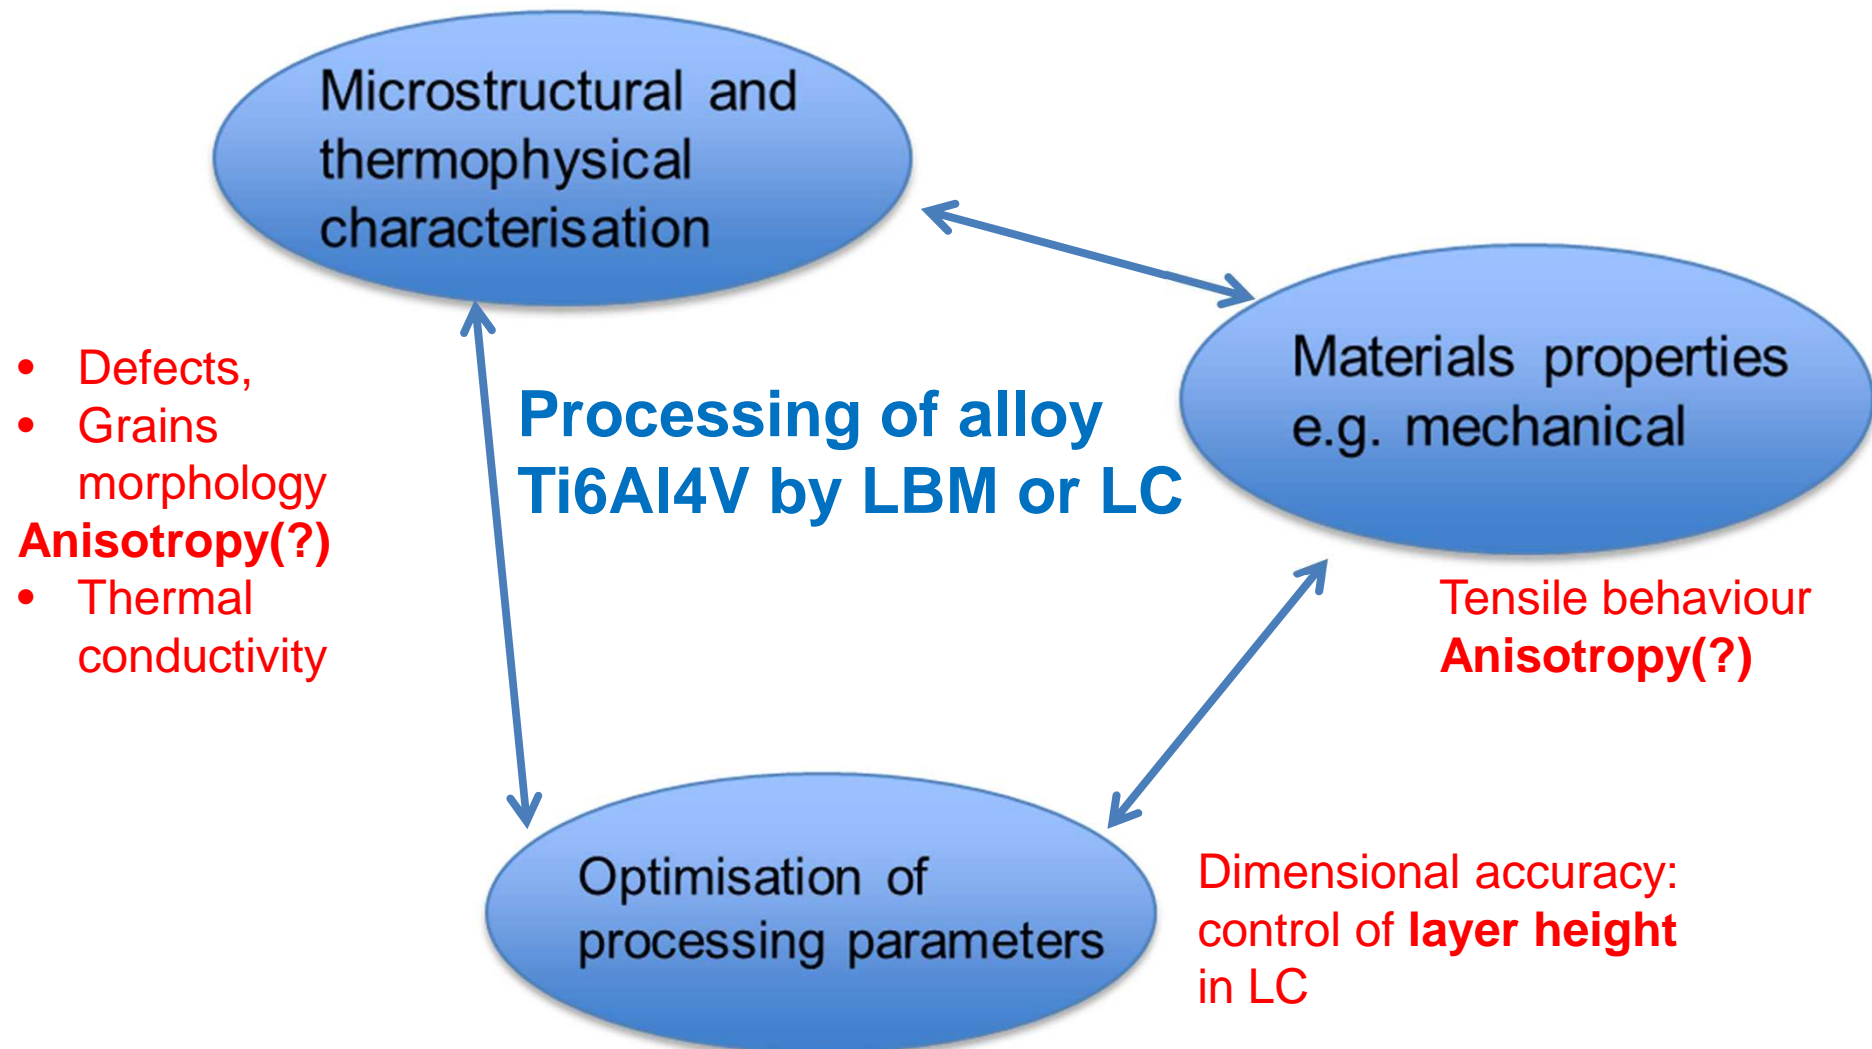 Microstructural and
thermophysical
characterisation
Materials properties
e.g. mechanical
• Defects,
• Grains
morphology
Anisotropy(?)
• Thermal
conductivity
Processing of alloy
Ti6Al4V by LBM or LC
Tensile behaviour
Anisotropy(?)
Optimisation of
processing parameters
Dimensional accuracy:
control of layer height
in LC